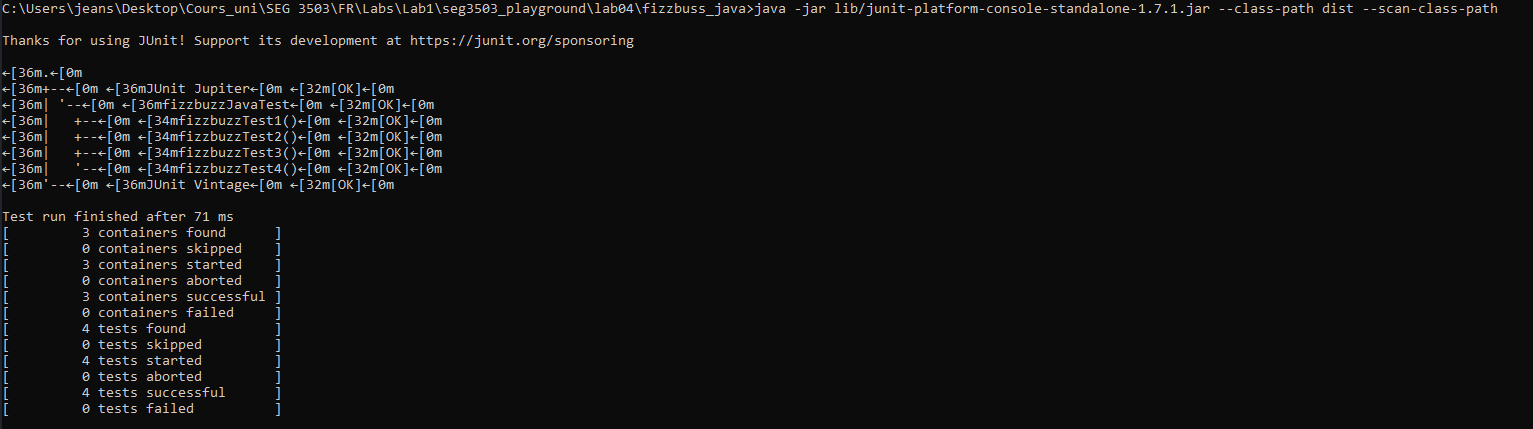 C:\Users\jeans\Desktop\Cours_uni\SEG 3503\FR\Labs\Lab1\seg3503_playground\lab04\fizzbuss_java>java -jar lib/junit-platform-console-standalone-1.7.1.jar --class-path dist --scan-class-path
Thanks for using JUnit! Support its development at https://junit.org/sponsoring
←[36m.←[0m
←[36m+--←[0m ←[36mJUnit Jupiter←[0m ←[32m[OK]←[0m
←[36m| '--←[0m ←[36mfizzbuzzJavaTest←[0m ←[32m[OK]←[0m
←[36m|   +--←[0m ←[34mfizzbuzzTest1()←[0m ←[32m[OK]←[0m
←[36m|   +--←[0m ←[34mfizzbuzzTest2()←[0m ←[32m[OK]←[0m
←[36m|   +--←[0m ←[34mfizzbuzzTest3()←[0m ←[32m[OK]←[0m
←[36m|   '--←[0m ←[34mfizzbuzzTest4()←[0m ←[32m[OK]←[0m
←[36m'--←[0m ←[36mJUnit Vintage←[0m ←[32m[OK]←[0m
Test run finished after 71 ms
[         3 containers found      ]
[         0 containers skipped    ]
[         3 containers started    ]
[         0 containers aborted    ]
[         3 containers successful ]
[         0 containers failed     ]
[         4 tests found           ]
[         0 tests skipped         ]
[         4 tests started         ]
[         0 tests aborted         ]
[         4 tests successful      ]
[         0 tests failed          ]